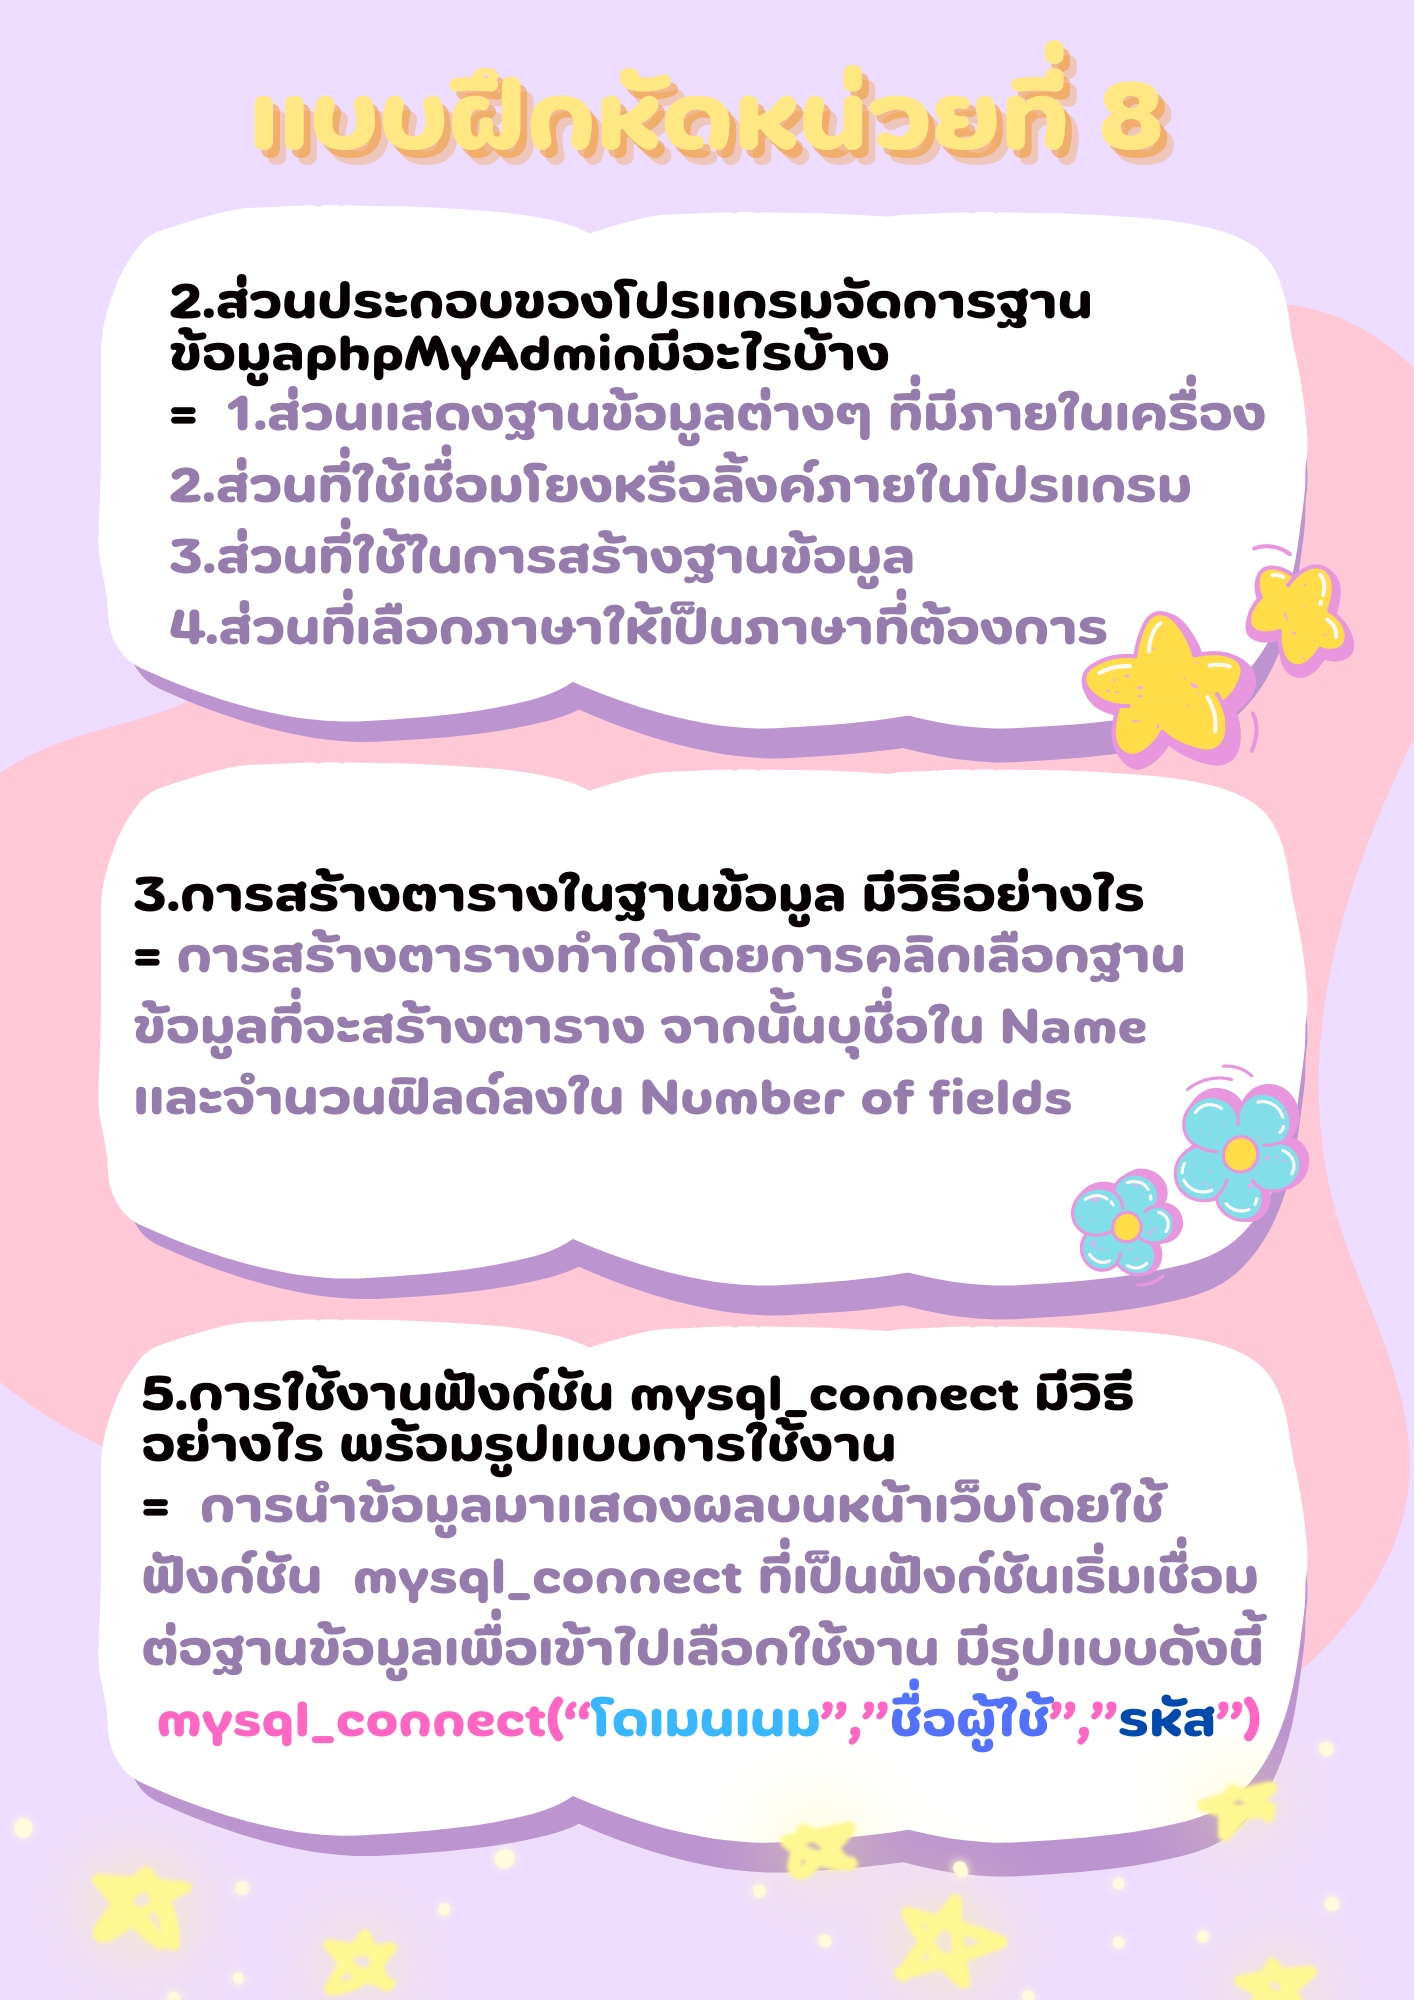 แบบฝึกหัดหน่วยที่ 8
2.ส่วนประกอบของโปรแกรมจัดการฐาน
ข้อมูลphpMyAdminมีอะไรบ้าง
= 1.ส่วนแสดงฐานข้อมูลต่างๆ ที่มีภายในเครื่อง
2.ส่วนที่ใช้เชื่อมโยงหรือลิ้งค์ภายในโปรแกรม
3.ส่วนที่ใช้ในการสร้างฐานข้อมูล
4.ส่วนที่เลือกภาษาให้เป็นภาษาที่ต้องการ
3.การสร้างตารางในฐานข้อมูล มีวิธีอย่างไร
= การสร้างตารางทำได้โดยการคลิกเลือกฐาน
ข้อมูลที่จะสร้างตาราง จากนั้นบุชื่อใน Name
และจำนวนฟิลด์ลงใน Number of fields
5.การใช้งานฟังก์ชัน mysql_connect มีวิธี
อย่างไร พร้อมรูปแบบการใช้งาน
= การนำข้อมูลมาแสดงผลบนหน้าเว็บโดยใช้
ฟังก์ชัน mysql_connect ที่เป็นฟังก์ชันเริ่มเชื่อม
ต่อฐานข้อมูลเพื่อเข้าไปเลือกใช้งาน มีรูปแบบดังนี้
mysql_connect(“โดเมนเนม”,”ชื่อผู้ใช้”,”รหัส”)